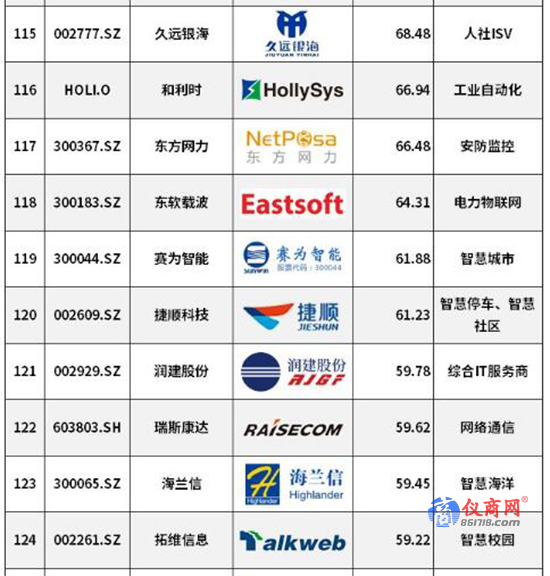 115 002777.SZ 久远银海 久远银海 68.48 人社ISV
JIUYUAN YINHAI
116 HOLI.O 和利时 HollySys 66.94 工业自动化
117 300367.SZ 东方网力 NetPosa 66.48 安防监控
东方网力
118 300183.SZ 东软载波 Eastsoft 64.31 电力物联网
119 300044.SZ 赛为智能 赛为智能 61.88 智慧城市
SUNWIN 股票代码:300044
120 002609.SZ 捷顺科技 捷顺 61.23 智慧停车、智慧
JIESHUN 社区
121 002929.SZ 润建股份 润建股份 59.78 综合IT服务商
RJGF
122 603803.SH 瑞斯康达 RAISECOM 59.62 网络通信
123 300065.SZ 海兰信 海兰信 59.45 智慧海洋
Highlander Highlander
124 002261.SZ 拓维信息 Talkweb 59.22 智慧校园
仪商网®
861718.com